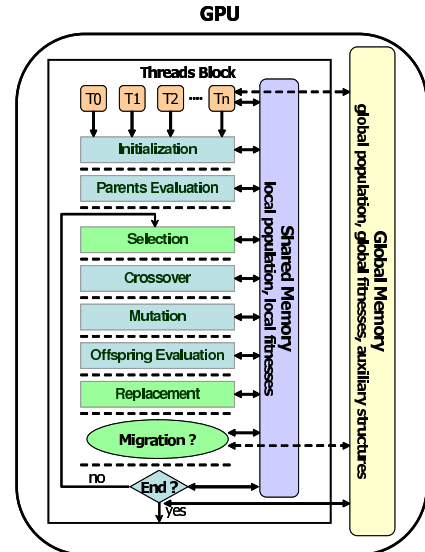 GPU
Threads Block
T0 T1 T2 ···· Tn
Initialization
Parents Evaluation
Selection
Crossover
Mutation
Offspring Evaluation
Replacement
Migration ?
no
End ?
yes
Shared Memory
local population, local fitnesses
Global Memory
global population, global fitnesses, auxiliary structures